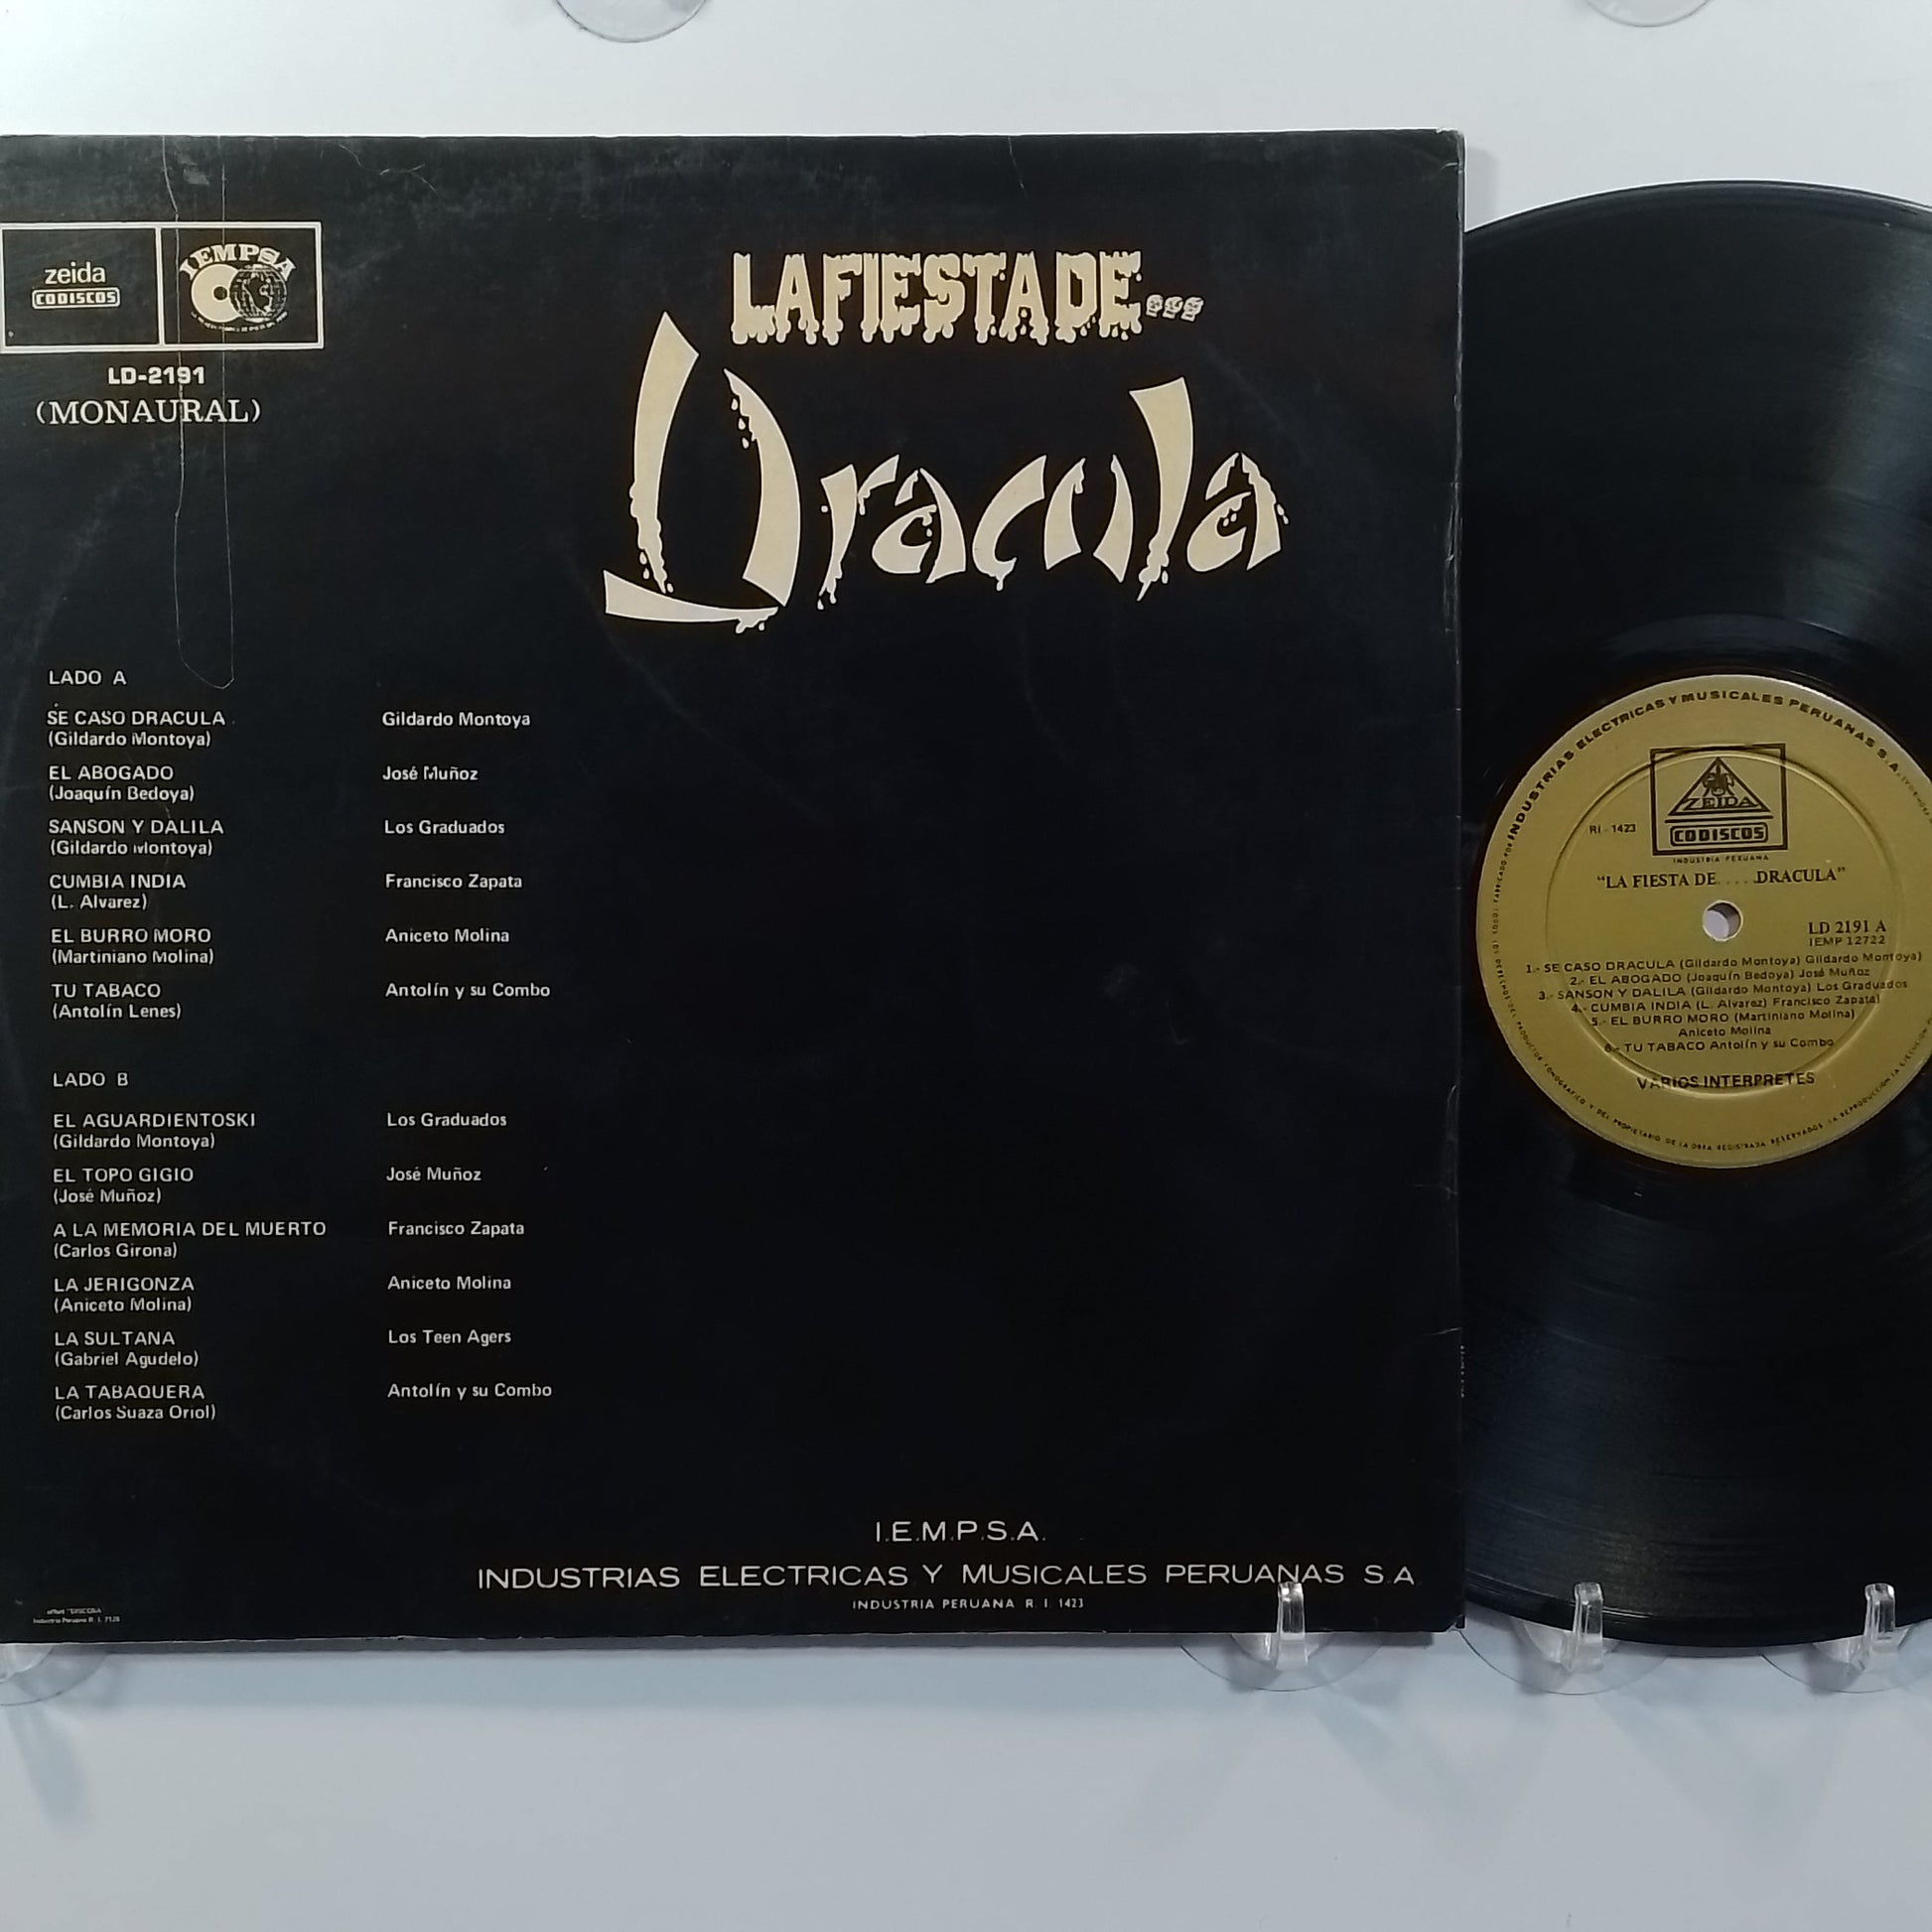 zeida
CODISCOS
IEMPSA
LD-2191
(MONAURAL)
LA FIESTA DE...
Dracula
LADO A
SE CASO DRACULA Gildardo Montoya
(Gildardo Montoya)
EL ABOGADO José Muñoz
(Joaquín Bedoya)
SANSON Y DALILA Los Graduados
(Gildardo Montoya)
CUMBIA INDIA Francisco Zapata
(L. Alvarez)
EL BURRO MORO Aniceto Molina
(Martiniano Molina)
TU TABACO Antolín y su Combo
(Antolín Lenes)
LADO B
EL AGUARDIENTOSKI Los Graduados
(Gildardo Montoya)
EL TOPO GIGIO José Muñoz
(José Muñoz)
A LA MEMORIA DEL MUERTO Francisco Zapata
(Carlos Girona)
LA JERIGONZA Aniceto Molina
(Aniceto Molina)
LA SULTANA Los Teen Agers
(Gabriel Agudelo)
LA TABAQUERA Antolín y su Combo
(Carlos Suaza Oriol)
I.E.M.P.S.A.
INDUSTRIAS ELECTRICAS Y MUSICALES PERUANAS S.A
INDUSTRIA PERUANA R. I. 1423
Industria Peruana R. I. 7128
INDUSTRIAS ELECTRICAS Y MUSICALES PERUANAS S.A.
ZEIDA
CODISCOS
INDUSTRIA PERUANA
RI - 1423
"LA FIESTA DE.....DRACULA"
LD 2191 A
IEMP 12722
1.- SE CASO DRACULA (Gildardo Montoya) Gildardo Montoya)
2.- EL ABOGADO (Joaquín Bedoya) José Muñoz
3.- SANSON Y DALILA (Gildardo Montoya) Los Graduados
4.- CUMBIA INDIA (L. Alvarez) Francisco Zapata)
5.- EL BURRO MORO (Martiniano Molina)
Aniceto Molina
6.- TU TABACO Antolín y su Combo
VARIOS INTERPRETES